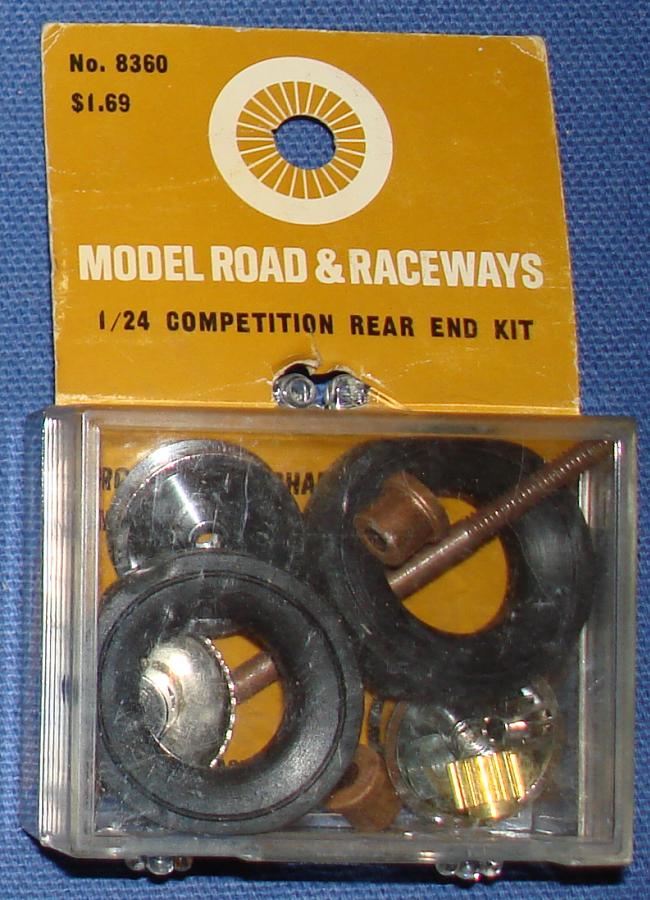 No. 8360
$1.69
MODEL ROAD & RACEWAYS
1/24 COMPETITION REAR END KIT